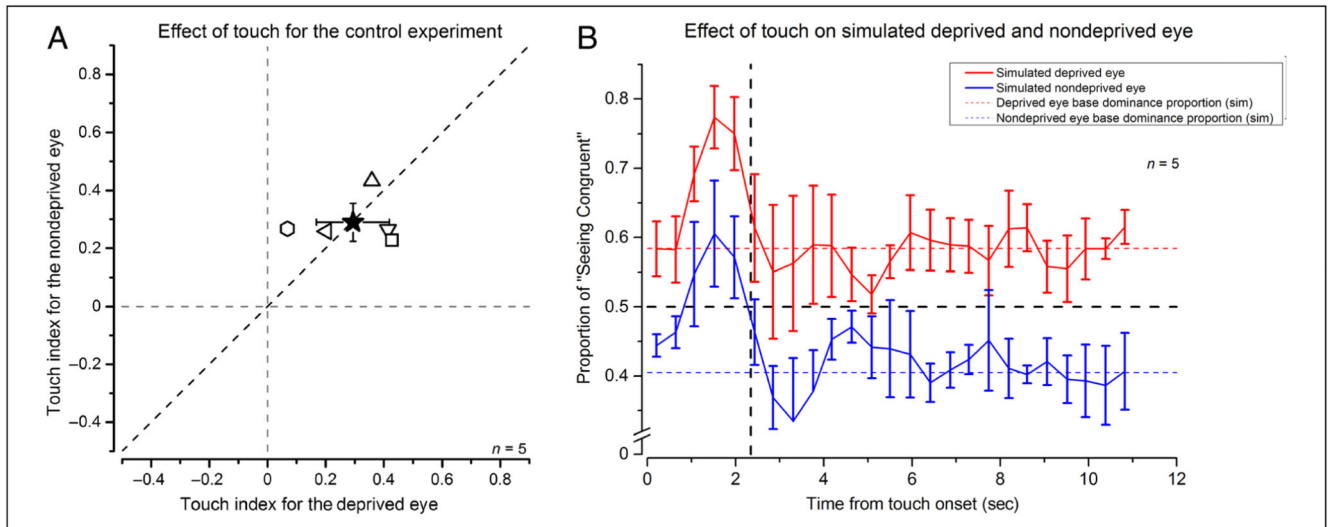 A
Effect of touch for the control experiment
Touch index for the nondeprived eye
0.8
0.6
0.4
0.2
0
−0.2
−0.4
−0.4 −0.2 0 0.2 0.4 0.6 0.8
n = 5
Touch index for the deprived eye
B
Effect of touch on simulated deprived and nondeprived eye
Simulated deprived eye
Simulated nondeprived eye
Deprived eye base dominance proportion (sim)
Nondeprived eye base dominance proportion (sim)
n = 5
Proportion of "Seeing Congruent"
0.8
0.7
0.6
0.5
0.4
0
0 2 4 6 8 10 12
Time from touch onset (sec)